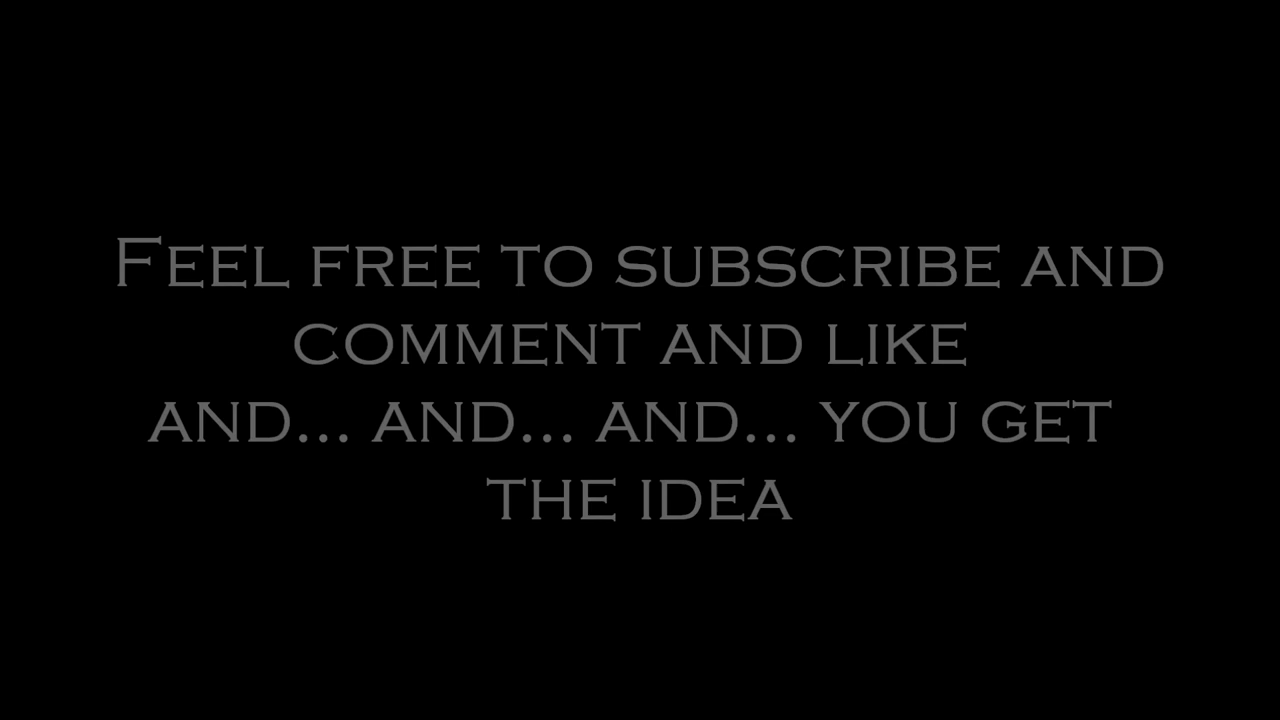 Feel free to subscribe and
comment and like
and... and... and... you get
the idea